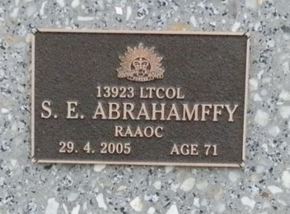 13923 LTCOL
S. E. ABRAHAMFFY
RAAOC
29. 4. 2005 AGE 71